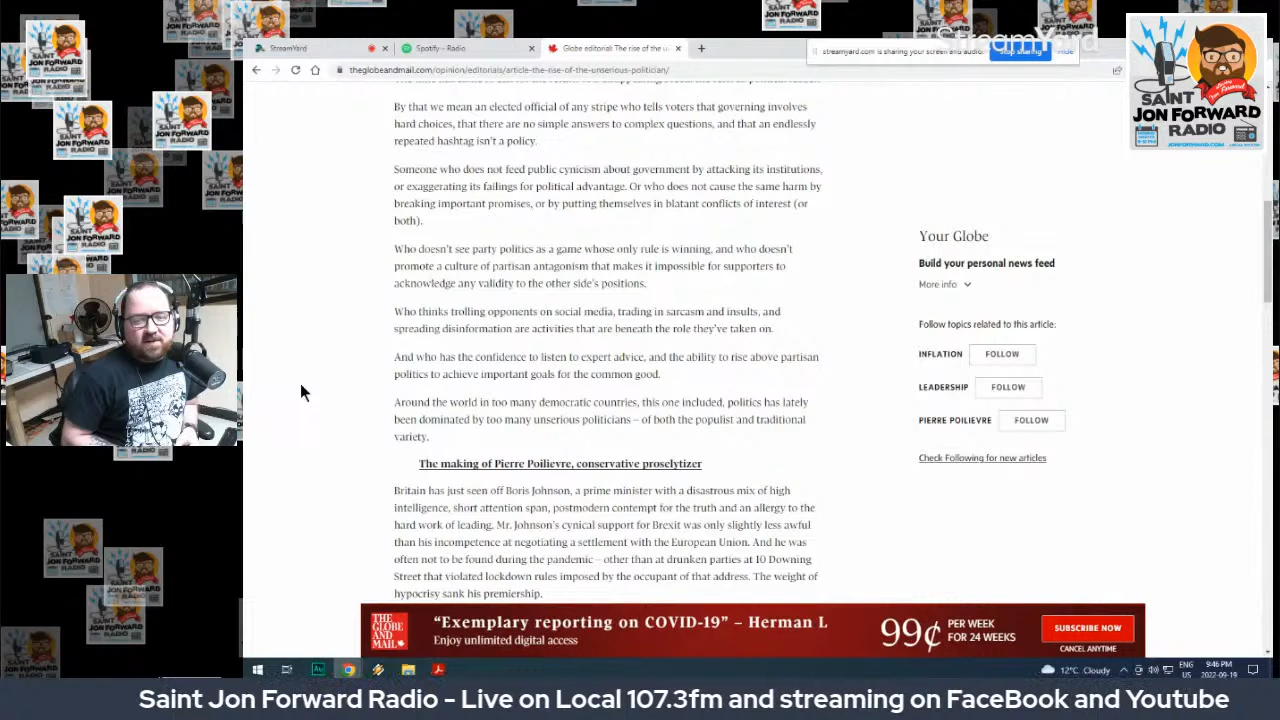 StreamYard
Spotify – Radio
Globe editorial: The rise of the u
streamyard.com is sharing your screen and audio.
Stop sharing
Hide
theglobeandmail.com/opinion/editorials/article-the-rise-of-the-unserious-politician/
By that we mean an elected official of any stripe who tells voters that governing involves
hard choices, that there are no simple answers to complex questions, and that an endlessly
repeated hashtag isn't a policy.
Someone who does not feed public cynicism about government by attacking its institutions,
or exaggerating its failings for political advantage. Or who does not cause the same harm by
breaking important promises, or by putting themselves in blatant conflicts of interest (or
both).
Who doesn't see party politics as a game whose only rule is winning, and who doesn't
promote a culture of partisan antagonism that makes it impossible for supporters to
acknowledge any validity to the other side's positions.
Who thinks trolling opponents on social media, trading in sarcasm and insults, and
spreading disinformation are activities that are beneath the role they've taken on.
And who has the confidence to listen to expert advice, and the ability to rise above partisan
politics to achieve important goals for the common good.
Around the world in too many democratic countries, this one included, politics has lately
been dominated by too many unserious politicians – of both the populist and traditional
variety.
The making of Pierre Poilievre, conservative proselytizer
Britain has just seen off Boris Johnson, a prime minister with a disastrous mix of high
intelligence, short attention span, postmodern contempt for the truth and an allergy to the
hard work of leading. Mr. Johnson's cynical support for Brexit was only slightly less awful
than his incompetence at negotiating a settlement with the European Union. And he was
often not to be found during the pandemic – other than at drunken parties at 10 Downing
Street that violated lockdown rules imposed by the occupant of that address. The weight of
hypocrisy sank his premiership.
Your Globe
Build your personal news feed
More info
Follow topics related to this article:
INFLATION FOLLOW
LEADERSHIP FOLLOW
PIERRE POILIEVRE FOLLOW
Check Following for new articles
THE
GLOBE
AND
MAIL
"Exemplary reporting on COVID-19" – Herman L
Enjoy unlimited digital access
99¢ PER WEEK
FOR 24 WEEKS
SUBSCRIBE NOW
CANCEL ANYTIME
12°C Cloudy
ENG
US
9:46 PM
2022-09-19
SAINT
JON FORWARD
RADIO
JONFORWARD.COM
Saint Jon Forward Radio - Live on Local 107.3fm and streaming on FaceBook and Youtube